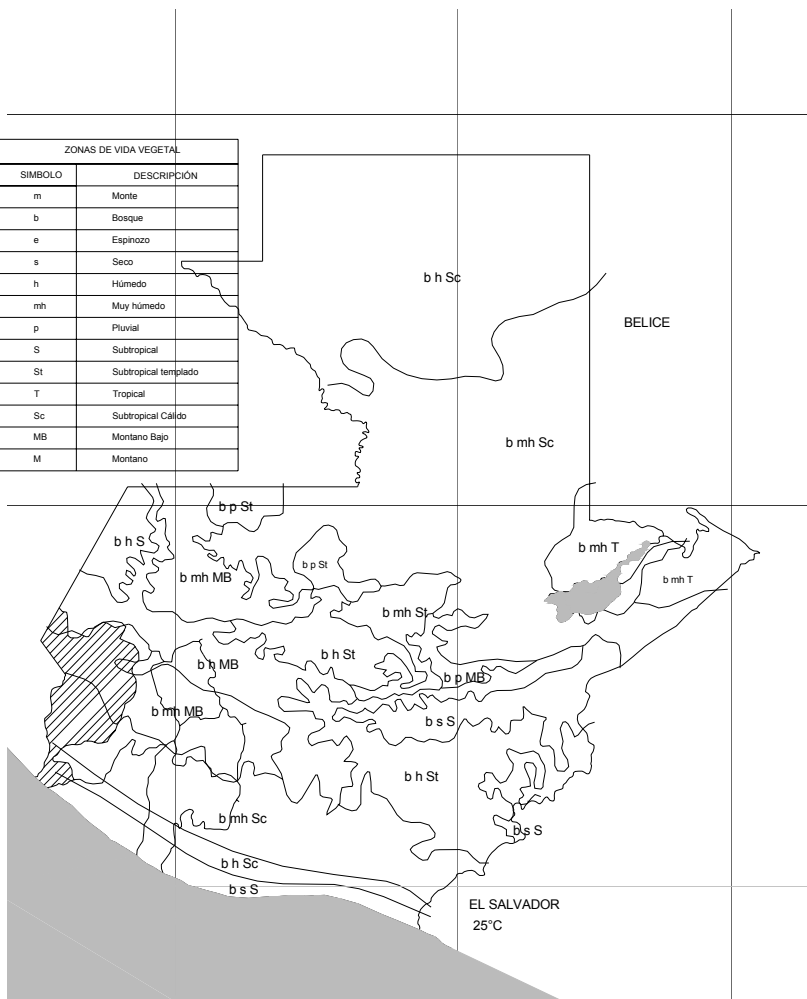 ZONAS DE VIDA VEGETAL
SIMBOLO DESCRIPCIÓN
m Monte
b Bosque
e Espinozo
s Seco
h Húmedo
mh Muy húmedo
p Pluvial
S Subtropical
St Subtropical templado
T Tropical
Sc Subtropical Cálido
MB Montano Bajo
M Montano
b h Sc
BELICE
b mh Sc
b p St
b h S
b mh MB
b p St
b mh T
b mh T
b mh St
b h St
b h MB
b p MB
b mh MB
b s S
b h St
b mh Sc
b s S
b h Sc
b s S
EL SALVADOR
25°C